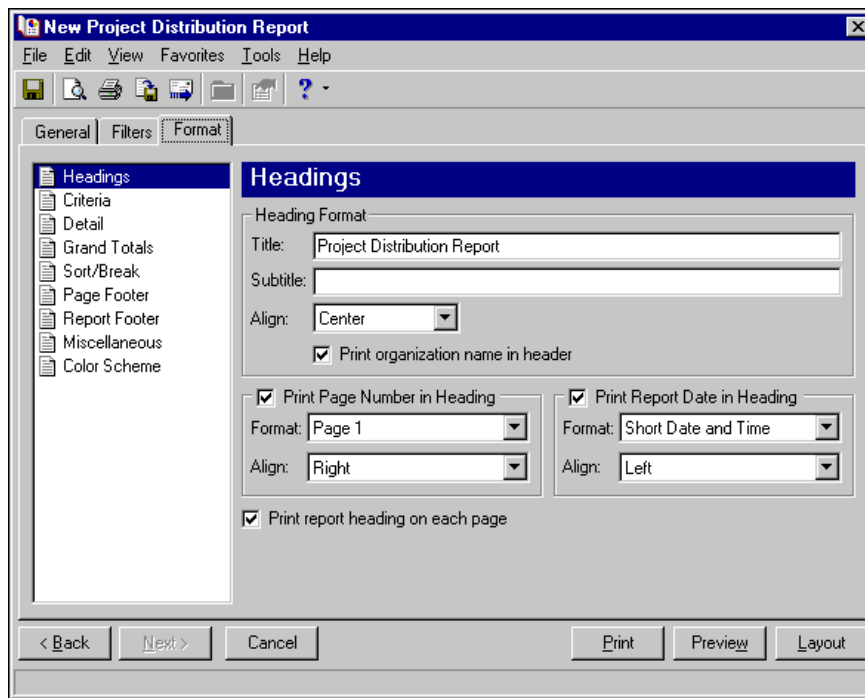 New Project Distribution Report
File Edit View Favorites Tools Help
General Filters Format
Headings
Criteria
Detail
Grand Totals
Sort/Break
Page Footer
Report Footer
Miscellaneous
Color Scheme
Headings
Heading Format
Title: Project Distribution Report
Subtitle:
Align: Center
Print organization name in header
Print Page Number in Heading
Format: Page 1
Align: Right
Print Report Date in Heading
Format: Short Date and Time
Align: Left
Print report heading on each page
< Back Next > Cancel Print Preview Layout